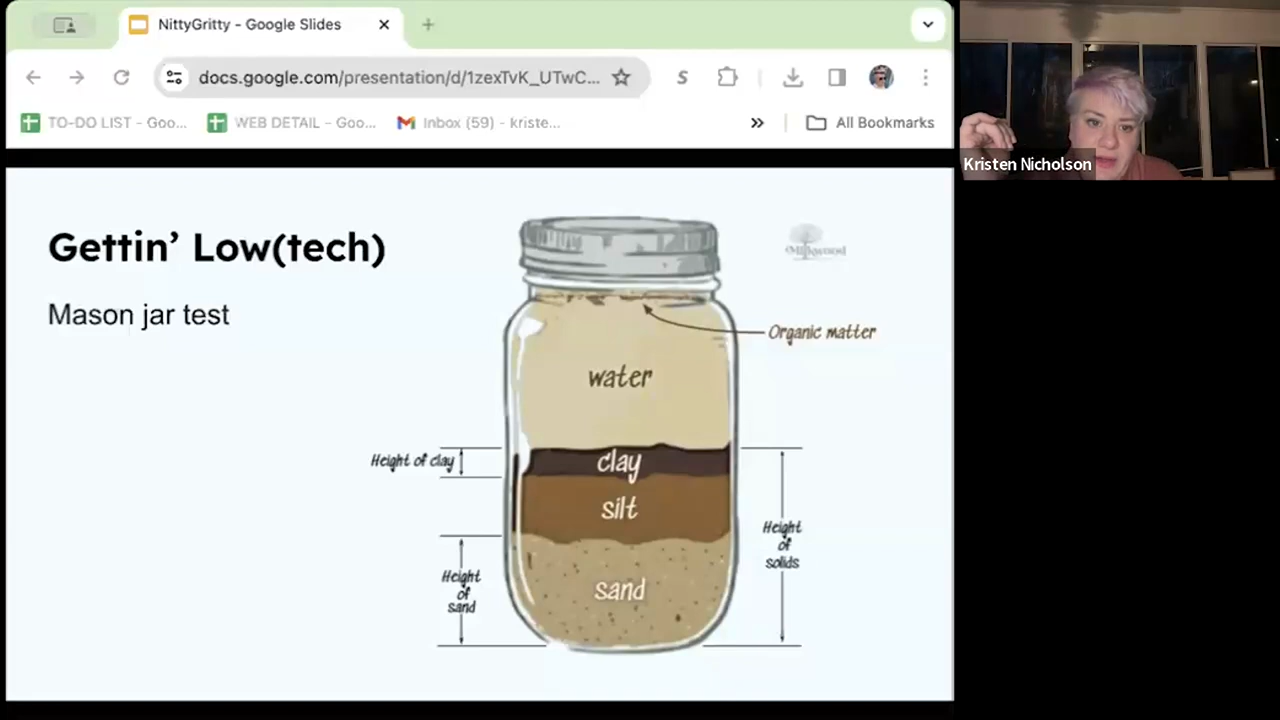 NittyGritty - Google Slides
docs.google.com/presentation/d/1zexTvK_UTwC...
TO-DO LIST - Goo...
WEB DETAIL - Goo...
Inbox (59) - kriste...
All Bookmarks
Kristen Nicholson
Gettin' Low(tech)
Mason jar test
Milkwood
Organic matter
water
Height of clay
clay
silt
Height
of
solids
Height
of
sand
sand